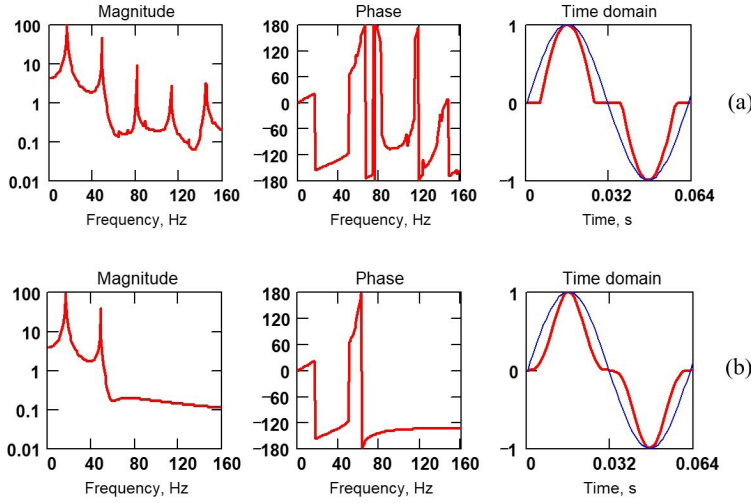 Magnitude
100
10
1
0.1
0.01
0 40 80 120 160
Frequency, Hz
Phase
180
120
60
0
−60
−120
−180
0 40 80 120 160
Frequency, Hz
Time domain
1
0
−1
0 0.032 0.064
Time, s
(a)
Magnitude
100
10
1
0.1
0.01
0 40 80 120 160
Frequency, Hz
Phase
180
120
60
0
−60
−120
−180
0 40 80 120 160
Frequency, Hz
Time domain
1
0
−1
0 0.032 0.064
Time, s
(b)